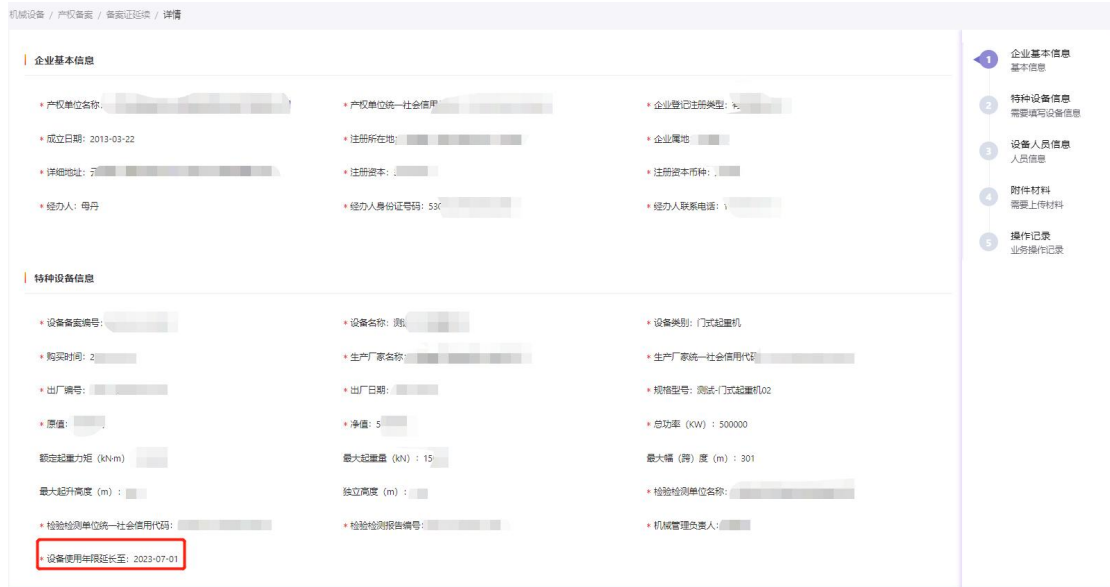 机械设备 / 产权备案 / 备案证延续 / 详情
企业基本信息
* 产权单位名称:
* 产权单位统一社会信用
* 企业登记注册类型:
* 成立日期: 2013-03-22
* 注册所在地:
* 企业属地
* 详细地址:
* 注册资本:
* 注册资本币种:
* 经办人: 母丹
* 经办人身份证号码: 530
* 经办人联系电话:
特种设备信息
* 设备备案编号:
* 设备名称: 测试
* 设备类别: 门式起重机
* 购买时间: 2
* 生产厂家名称:
* 生产厂家统一社会信用代码
* 出厂编号:
* 出厂日期:
* 规格型号: 测试-门式起重机02
* 原值:
* 净值: 5
* 总功率 (KW) : 500000
额定起重力矩 (kN·m)
最大起重量 (kN) : 15
最大幅 (跨) 度 (m) : 301
最大起升高度 (m) :
独立高度 (m) :
* 检验检测单位名称:
* 检验检测单位统一社会信用代码:
* 检验检测报告编号:
* 机械管理负责人:
* 设备使用年限延长至: 2023-07-01
1
企业基本信息
基本信息
2
特种设备信息
需要填写设备信息
3
设备人员信息
人员信息
4
附件材料
需要上传材料
5
操作记录
业务操作记录